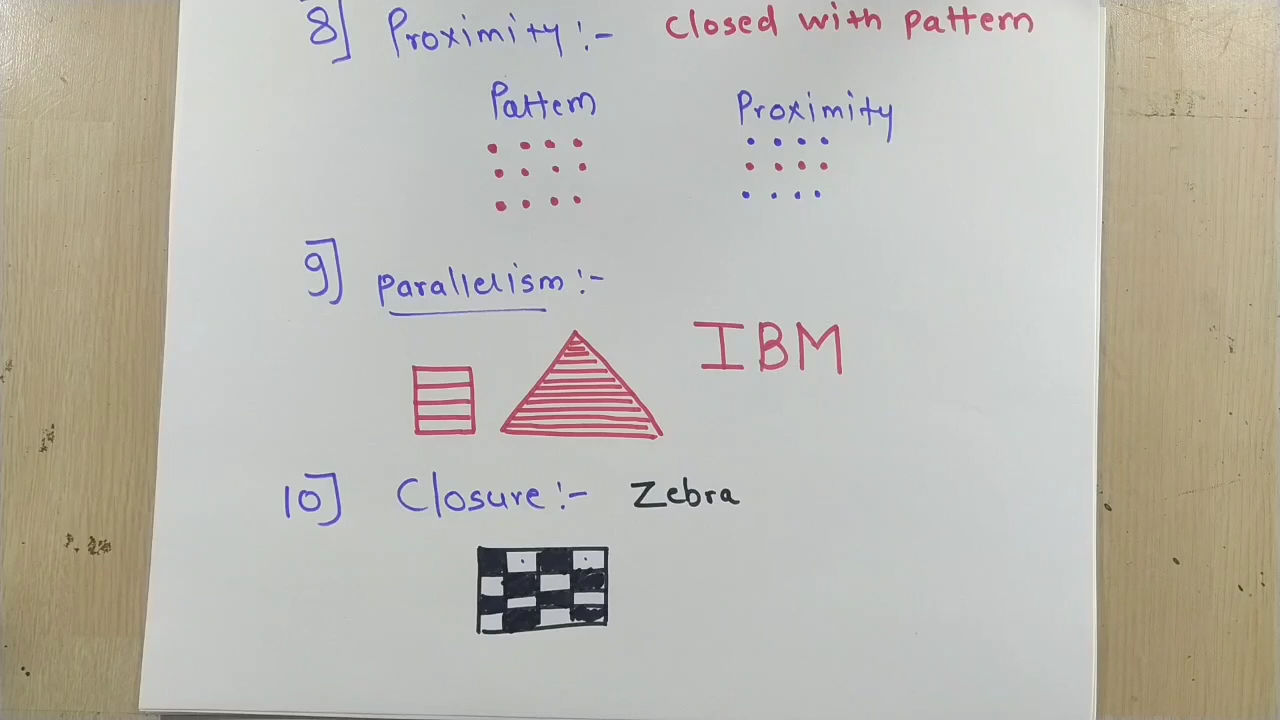 8] Proximity :- Closed with pattern
Pattern Proximity
9] Parallelism :-
IBM
10] Closure :- Zebra